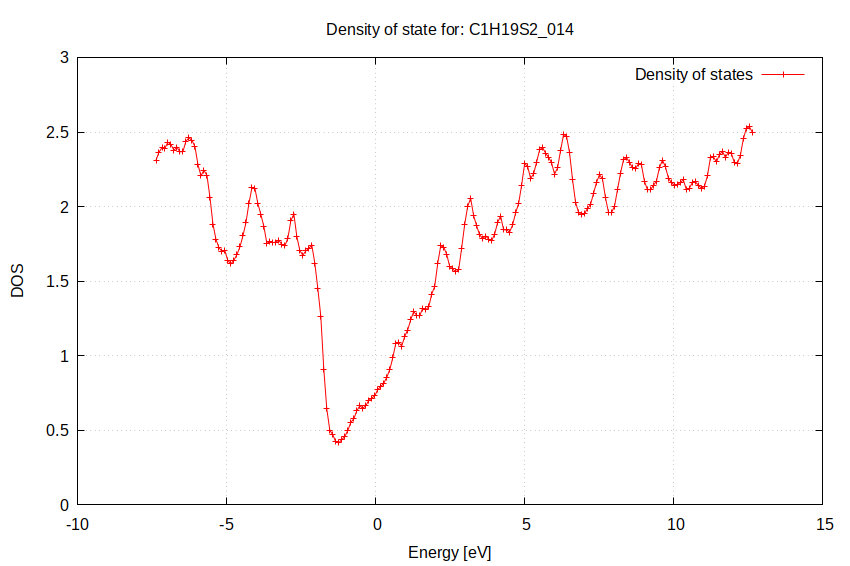 Density of state for: C1H19S2_014
Density of states
3
2.5
2
1.5
1
0.5
0
DOS
-10 -5 0 5 10 15
Energy [eV]